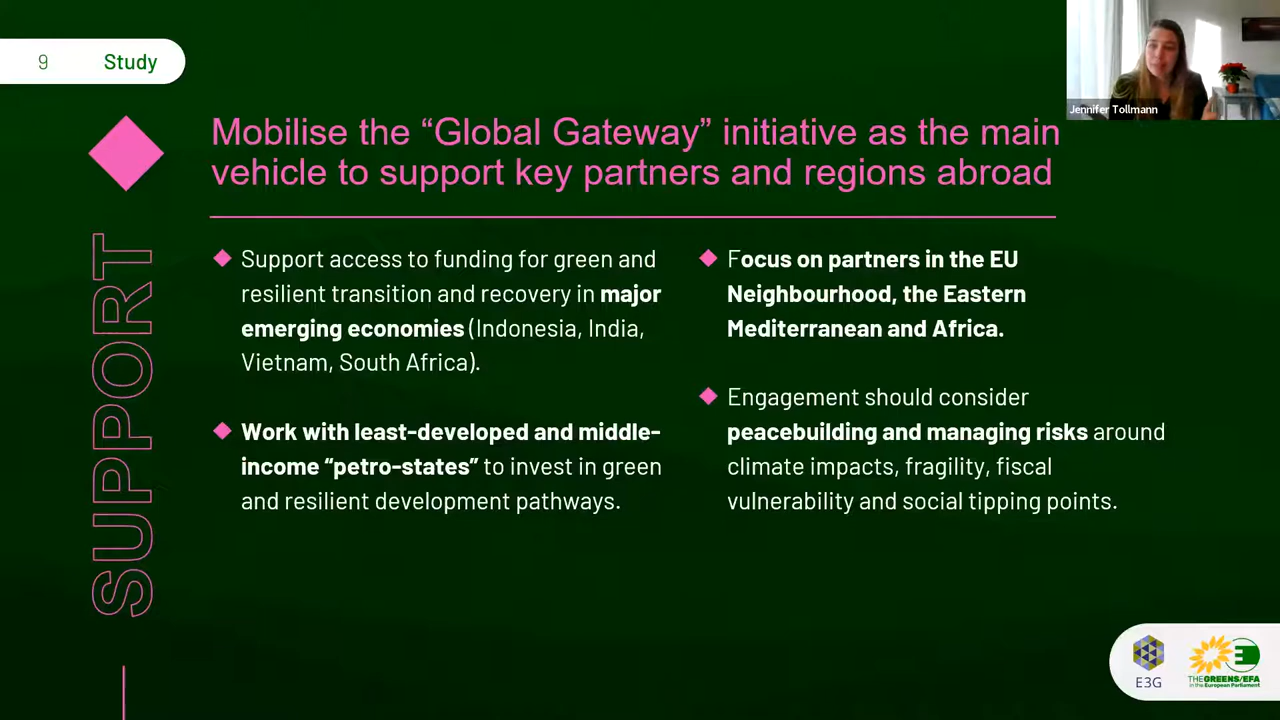 9 Study
Jennifer Tollmann
Mobilise the “Global Gateway” initiative as the main
vehicle to support key partners and regions abroad
SUPPORT
Support access to funding for green and
resilient transition and recovery in major
emerging economies (Indonesia, India,
Vietnam, South Africa).
Work with least-developed and middle-
income “petro-states” to invest in green
and resilient development pathways.
Focus on partners in the EU
Neighbourhood, the Eastern
Mediterranean and Africa.
Engagement should consider
peacebuilding and managing risks around
climate impacts, fragility, fiscal
vulnerability and social tipping points.
E3G
THE GREENS/EFA
in the European Parliament